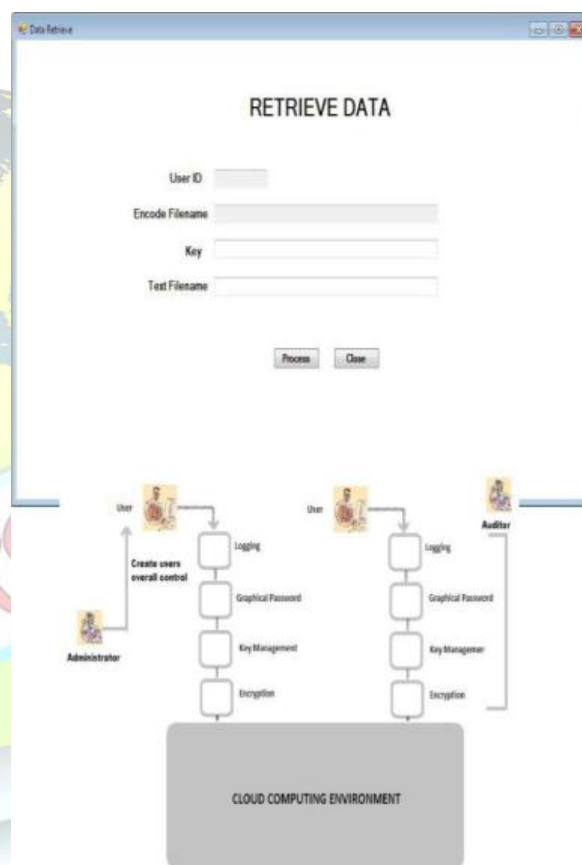 Data Retrieve
RETRIEVE DATA
User ID
Encode Filename
Key
Text Filename
Process Close
User
User
Auditor
Logging
Logging
Create users
overall control
Graphical Password
Graphical Password
Administrator
Key Management
Key Managemer
Encryption
Encryption
CLOUD COMPUTING ENVIRONMENT